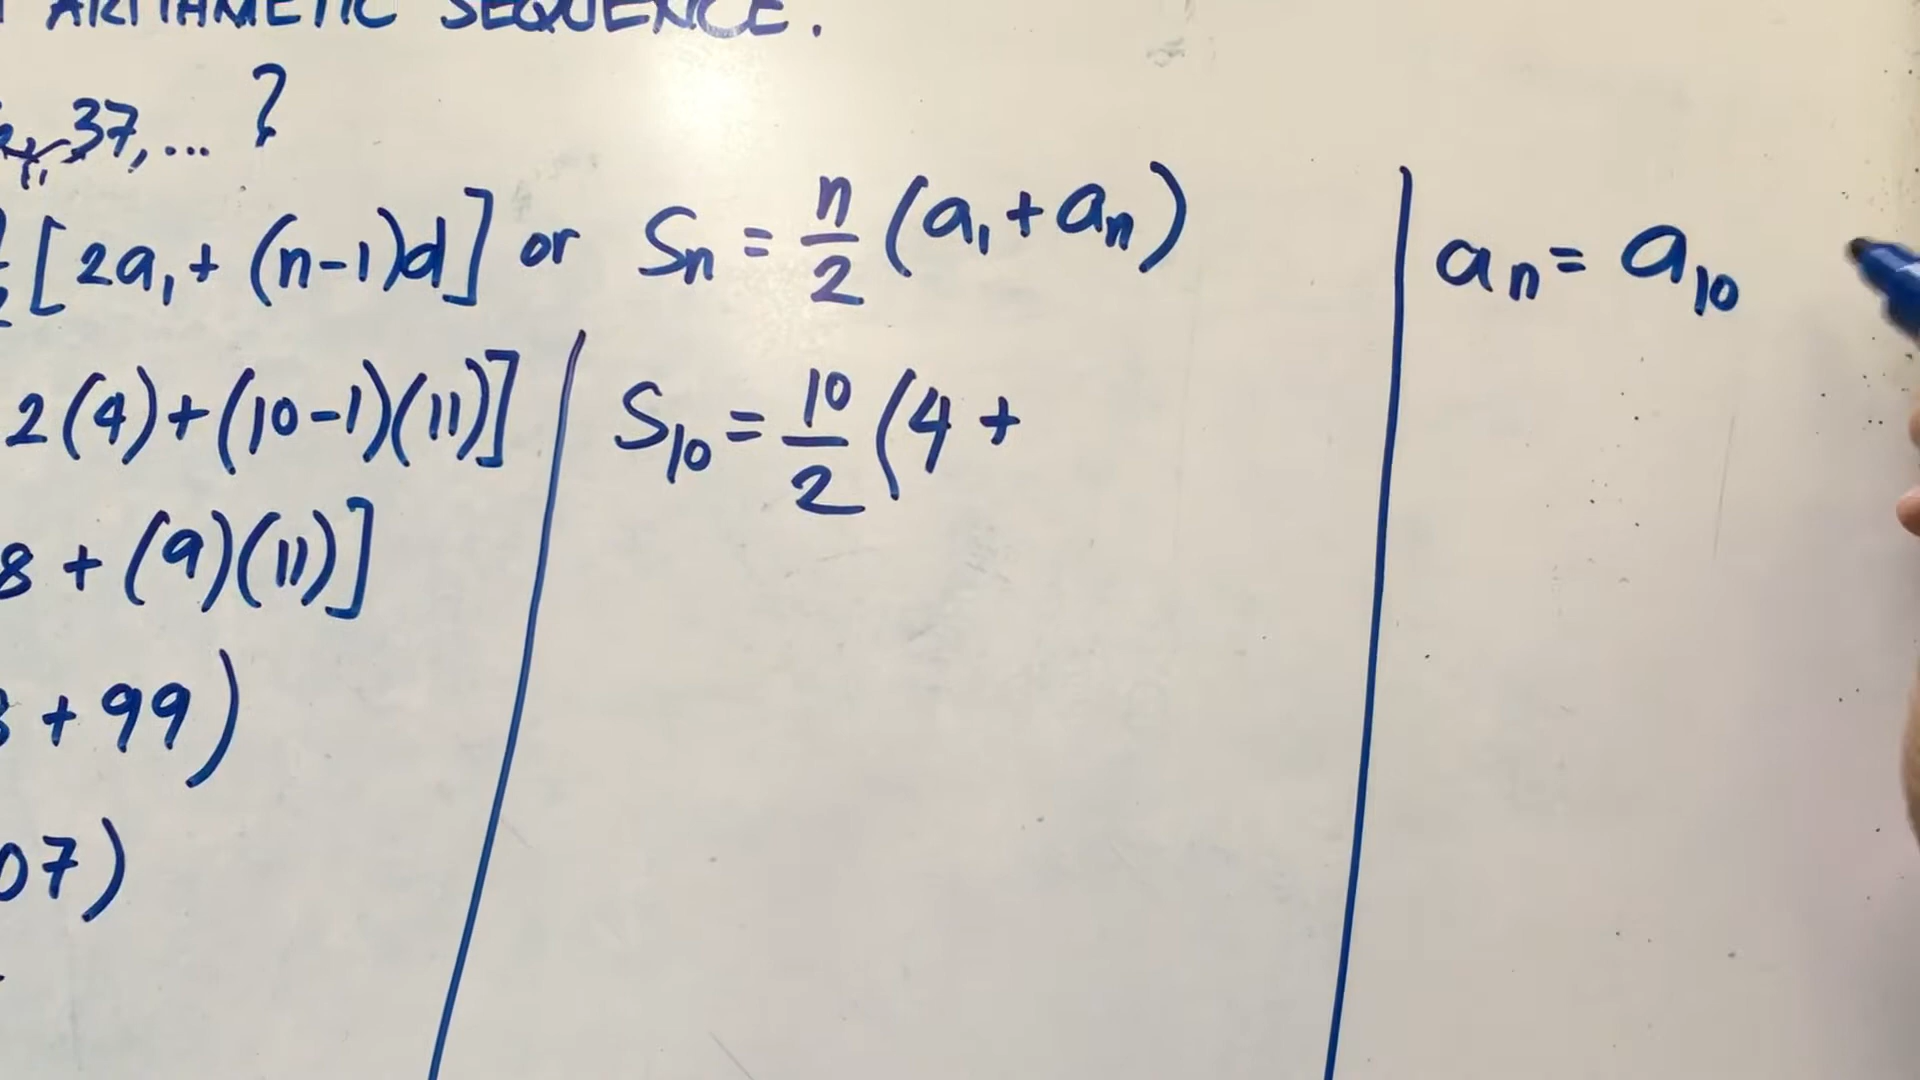 ARITHMETIC SEQUENCE.
, 37, ... ?
[2a₁ + (n-1)d] or Sₙ = n/2 (a₁ + aₙ)
aₙ = a₁₀
2(4) + (10-1)(11)]
S₁₀ = 10/2 (4 +
8 + (9)(11)]
+ 99)
07)